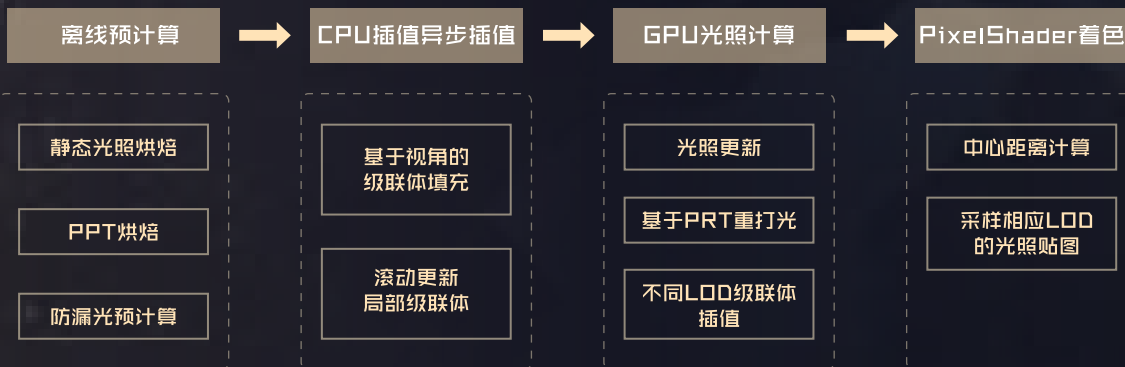 离线预计算
CPU插值异步插值
GPU光照计算
PixelShader着色
静态光照烘焙
PPT烘焙
防漏光预计算
基于视角的
级联体填充
滚动更新
局部级联体
光照更新
基于PRT重打光
不同LOD级联体
插值
中心距离计算
采样相应LOD
的光照贴图